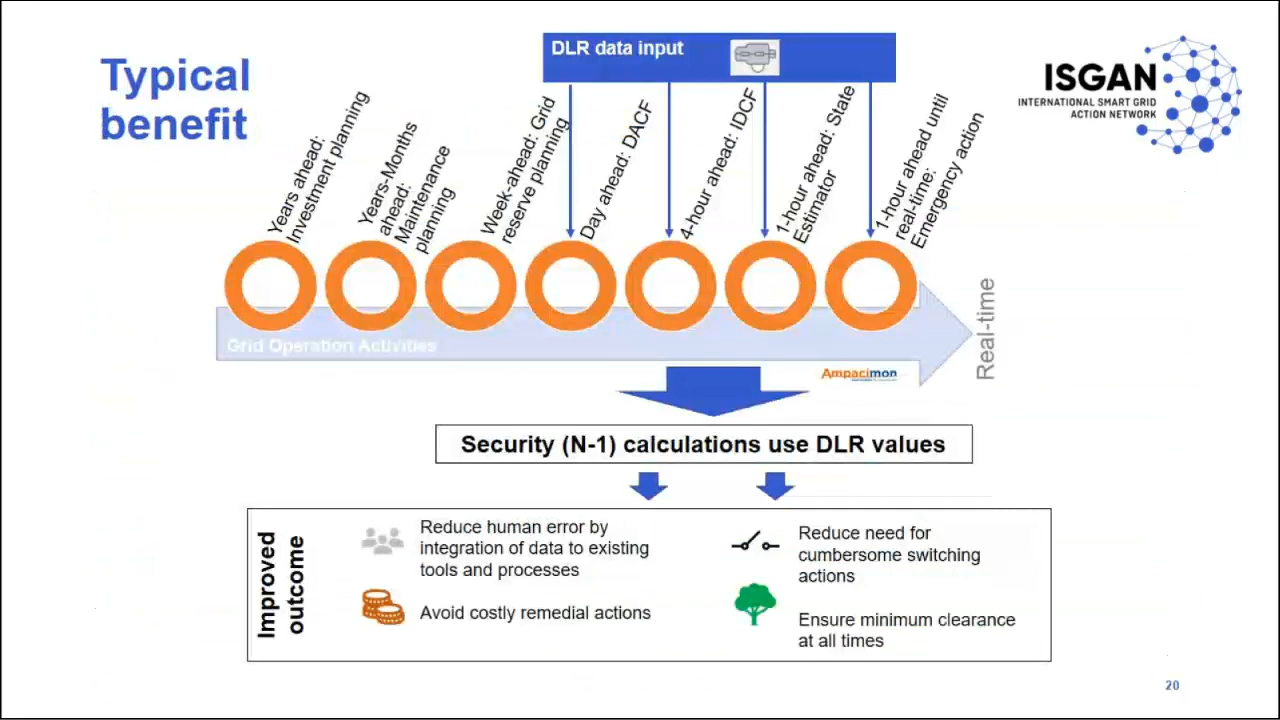 Typical
benefit
DLR data input
ISGAN
INTERNATIONAL SMART GRID
ACTION NETWORK
Years ahead:
Investment planning
Years-Months
ahead:
Maintenance
planning
Week-ahead: Grid
reserve planning
Day ahead: DACF
4-hour ahead: IDCF
1-hour ahead: State
Estimator
1-hour ahead until
real-time:
Emergency action
Grid Operation Activities
Real-time
Ampacimon
Security (N-1) calculations use DLR values
Improved
outcome
Reduce human error by
integration of data to existing
tools and processes
Avoid costly remedial actions
Reduce need for
cumbersome switching
actions
Ensure minimum clearance
at all times
20